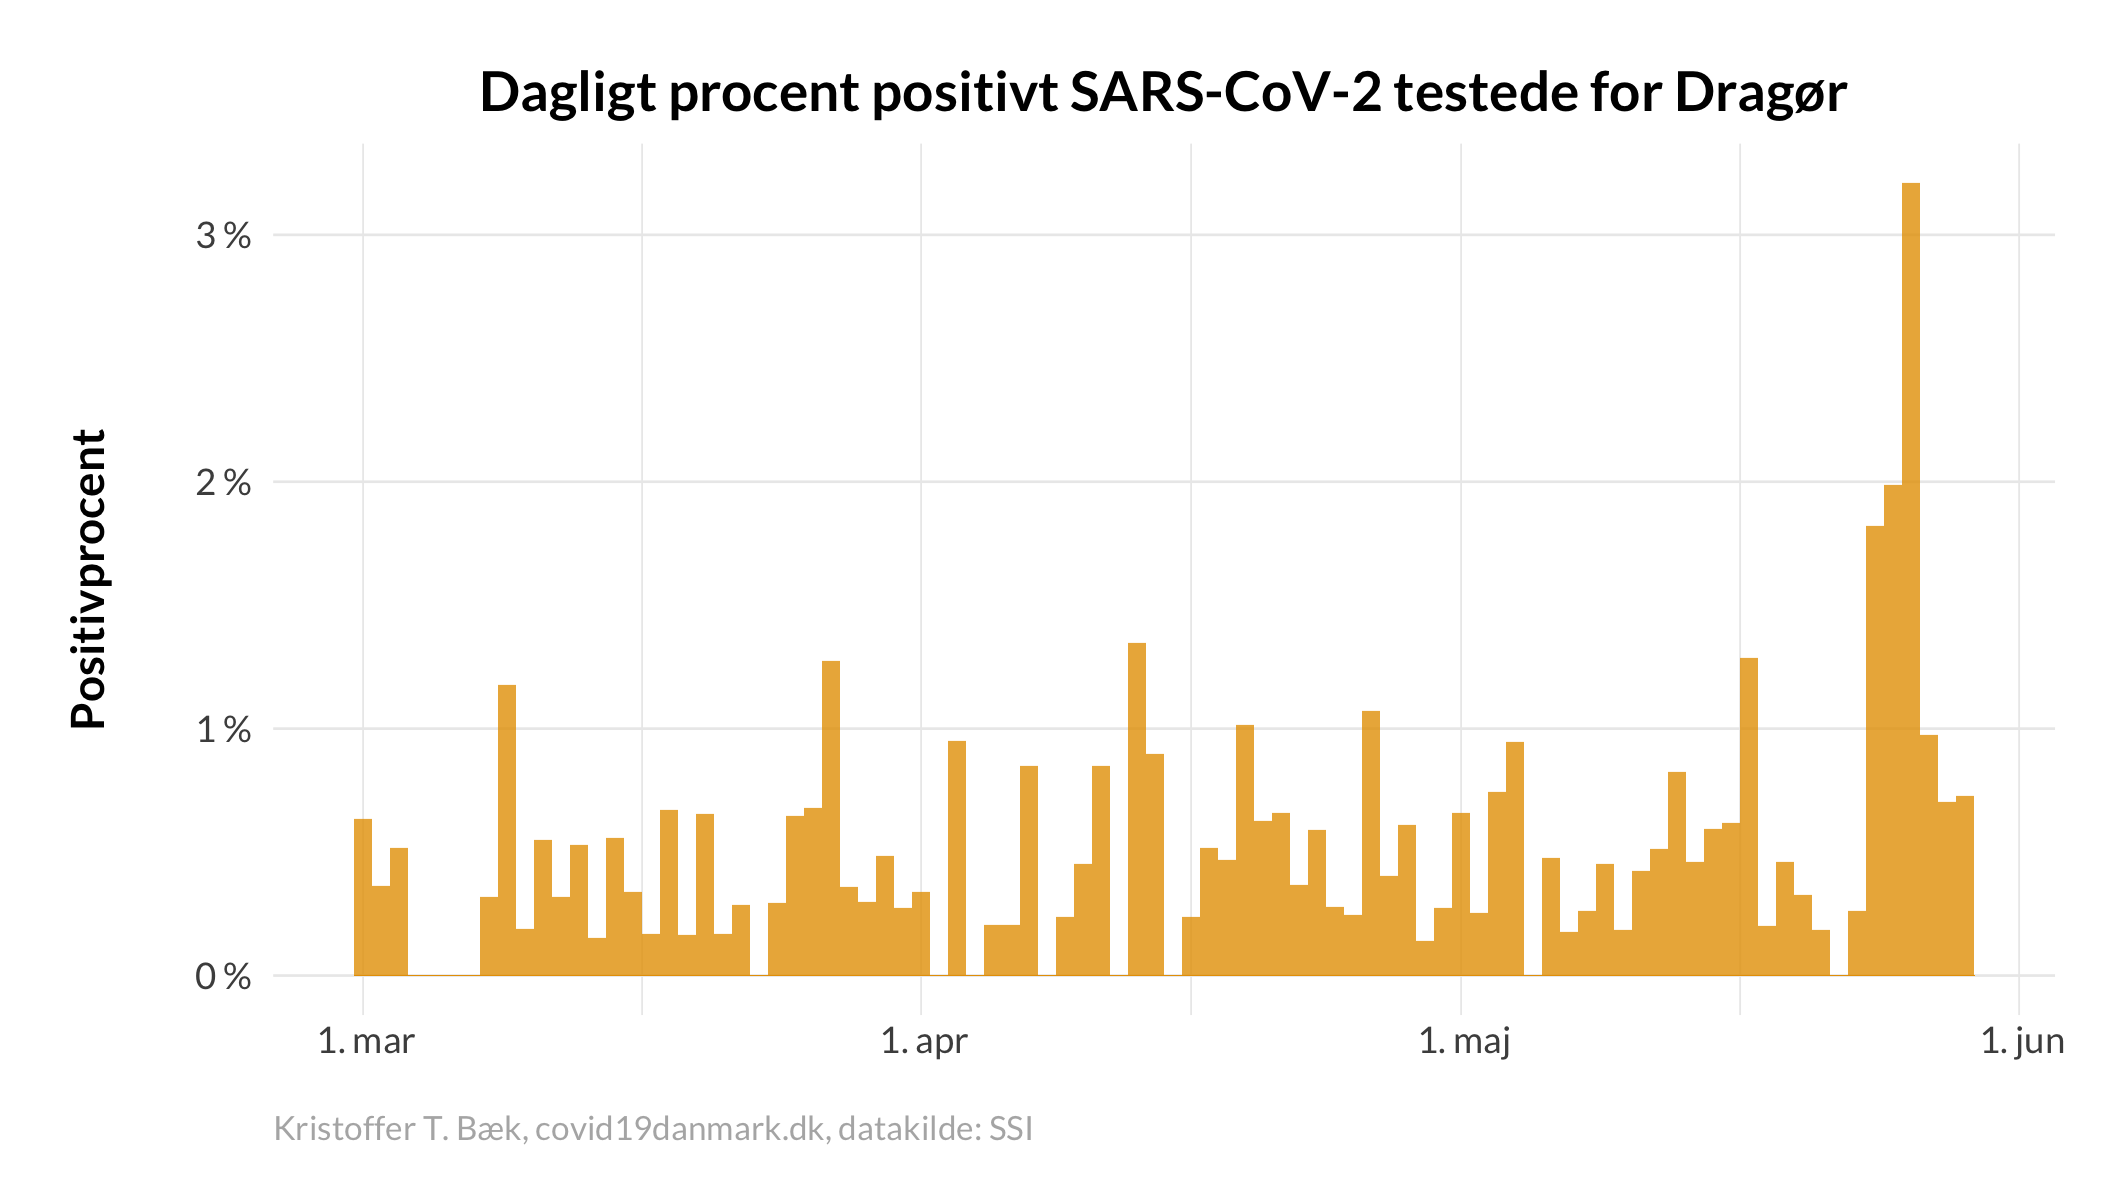 Dagligt procent positivt SARS-CoV-2 testede for Dragør
Positivprocent
3 %
2 %
1 %
0 %
1. mar
1. apr
1. maj
1. jun
Kristoffer T. Bæk, covid19danmark.dk, datakilde: SSI